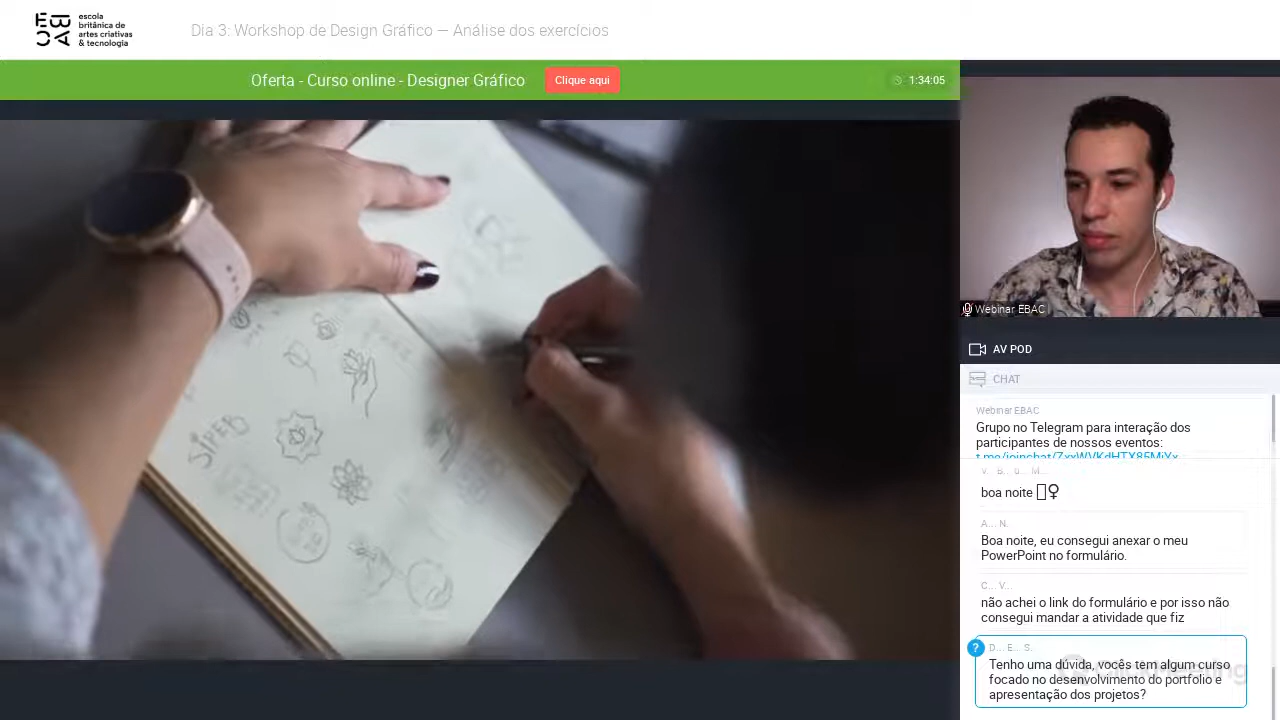 escola
britânica de
artes criativas
& tecnologia
EBAC
Dia 3: Workshop de Design Gráfico — Análise dos exercícios
Oferta - Curso online - Designer Gráfico
Clique aqui
1:34:05
Webinar EBAC
AV POD
CHAT
Webinar EBAC
Grupo no Telegram para interação dos
participantes de nossos eventos:
boa noite
A... N.
Boa noite, eu consegui anexar o meu
PowerPoint no formulário.
C... V...
não achei o link do formulário e por isso não
consegui mandar a atividade que fiz
?
D... E... S.
Tenho uma dúvida, vocês tem algum curso
focado no desenvolvimento do portfolio e
apresentação dos projetos?